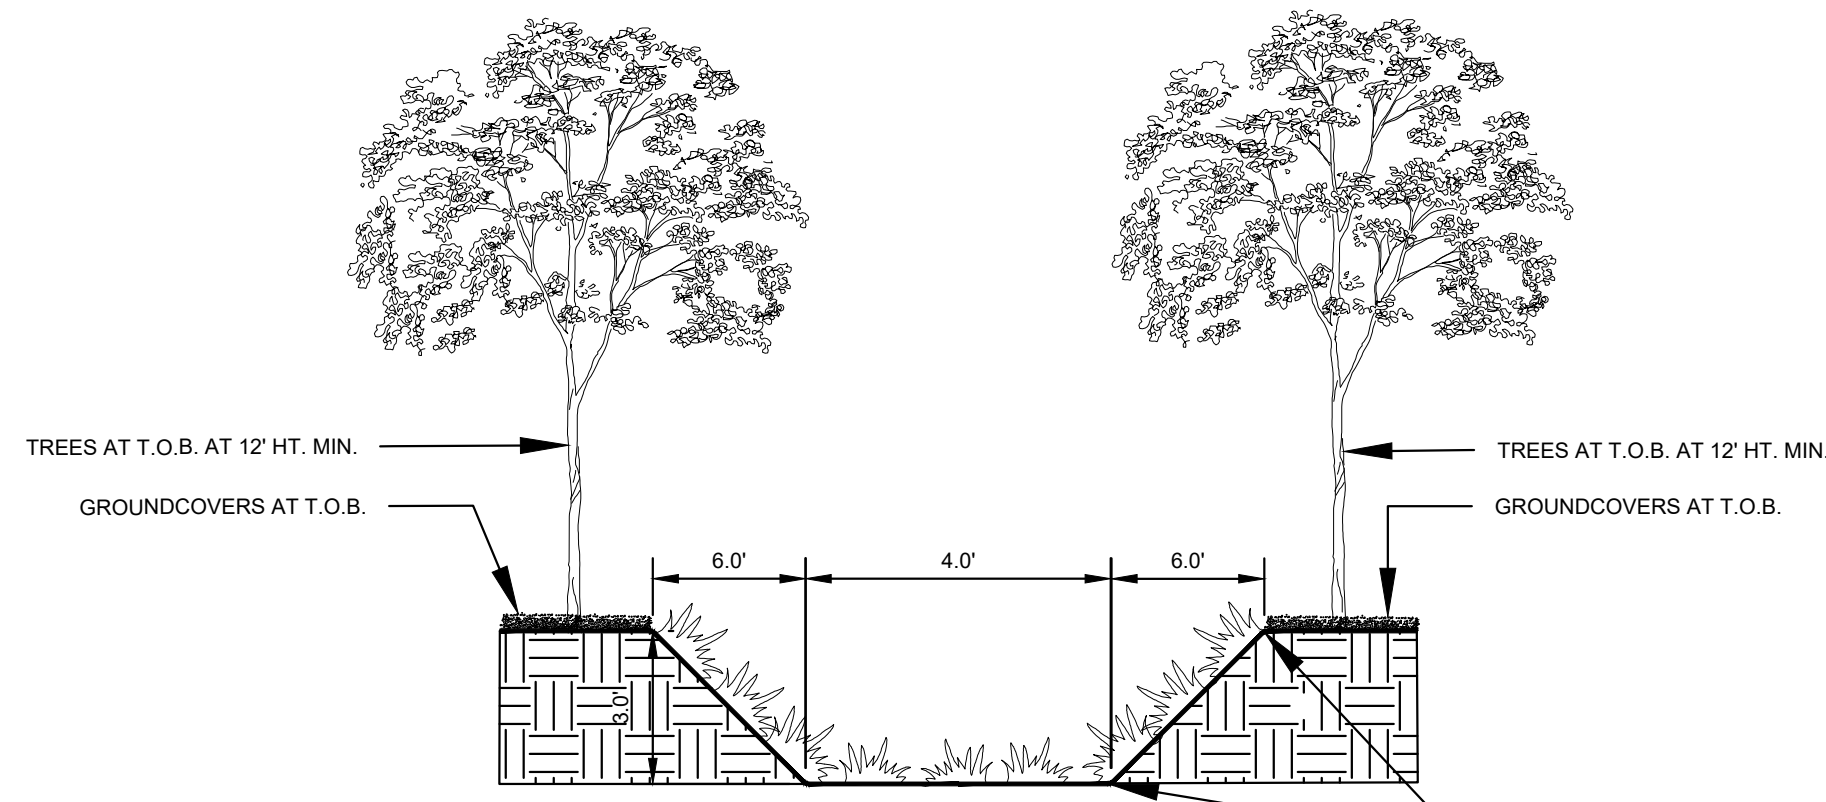 TREES AT T.O.B. AT 12' HT. MIN.
TREES AT T.O.B. AT 12' HT. MIN.
GROUNDCOVERS AT T.O.B.
GROUNDCOVERS AT T.O.B.
6.0'
4.0'
6.0'
3.0'